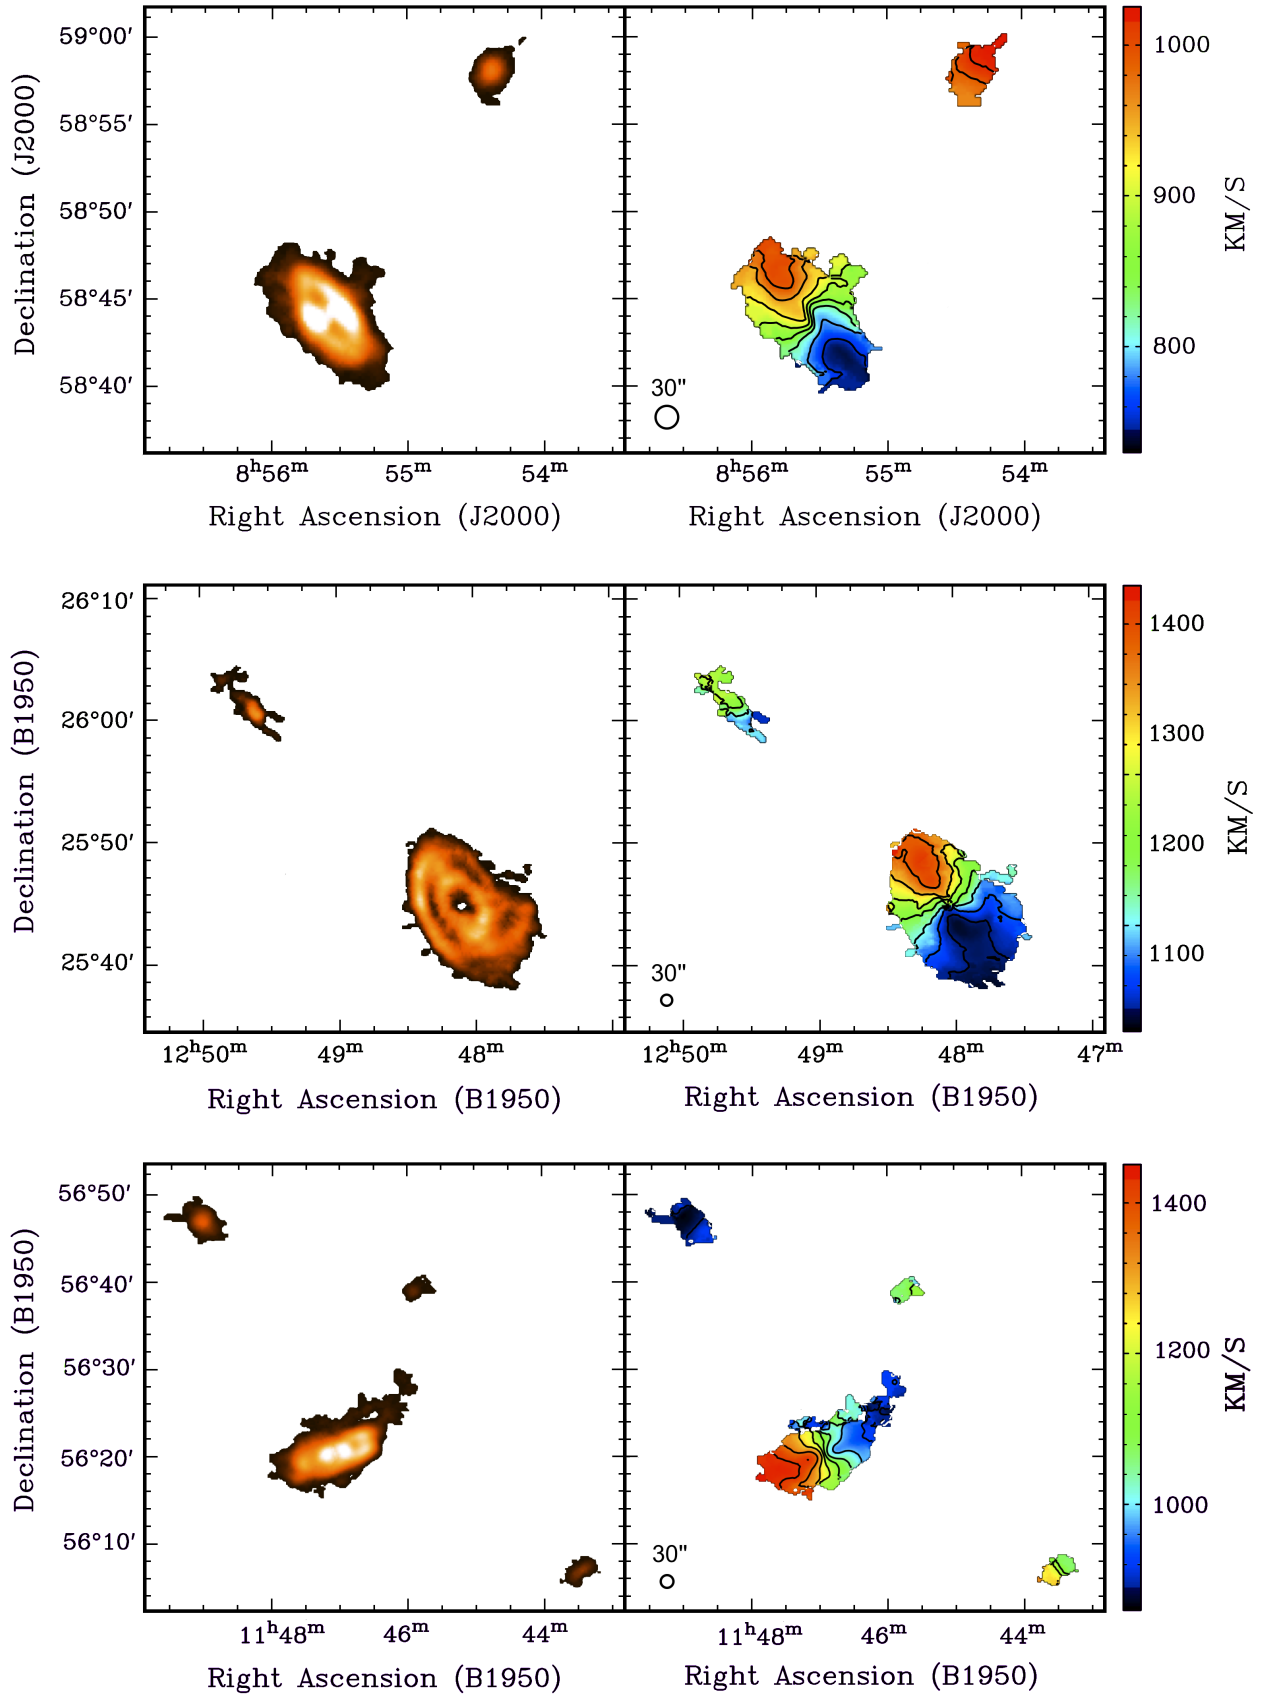 Declination (J2000)
59°00′
58°55′
58°50′
58°45′
58°40′
8ʰ56ᵐ 55ᵐ 54ᵐ
Right Ascension (J2000)
30"
8ʰ56ᵐ 55ᵐ 54ᵐ
Right Ascension (J2000)
1000
900
800
KM/S
Declination (B1950)
26°10′
26°00′
25°50′
25°40′
12ʰ50ᵐ 49ᵐ 48ᵐ
Right Ascension (B1950)
30"
12ʰ50ᵐ 49ᵐ 48ᵐ 47ᵐ
Right Ascension (B1950)
1400
1300
1200
1100
KM/S
Declination (B1950)
56°50′
56°40′
56°30′
56°20′
56°10′
11ʰ48ᵐ 46ᵐ 44ᵐ
Right Ascension (B1950)
30"
11ʰ48ᵐ 46ᵐ 44ᵐ
Right Ascension (B1950)
1400
1200
1000
KM/S